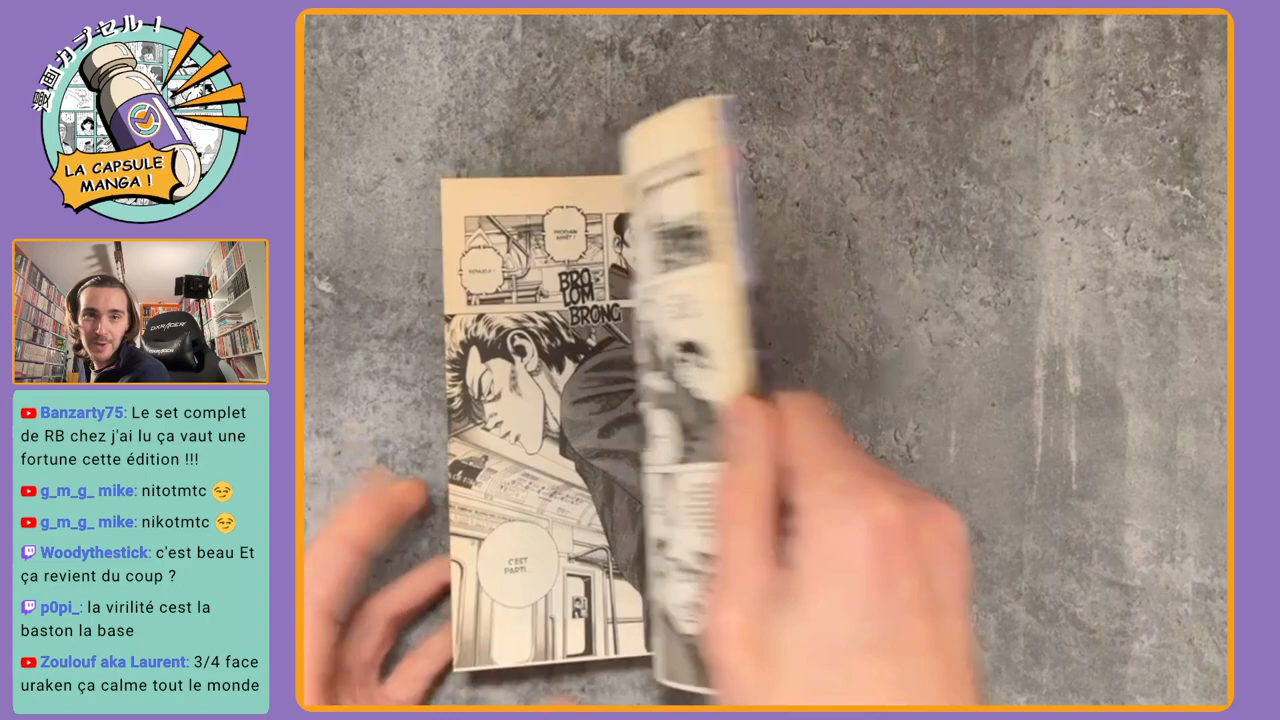 漫画カプセル！
LA CAPSULE
MANGA !
DXRACER
Banzarty75: Le set complet
de RB chez j'ai lu ça vaut une
fortune cette édition !!!
g_m_g_ mike: nitotmtc 😏
g_m_g_ mike: nikotmtc 😏
Woodythestick: c'est beau Et
ça revient du coup ?
p0pi_: la virilité cest la
baston la base
Zoulouf aka Laurent: 3/4 face
uraken ça calme tout le monde
PROCHAIN
ARRÊT !
BRO
LOM
BRONG
C'EST
PARTI...